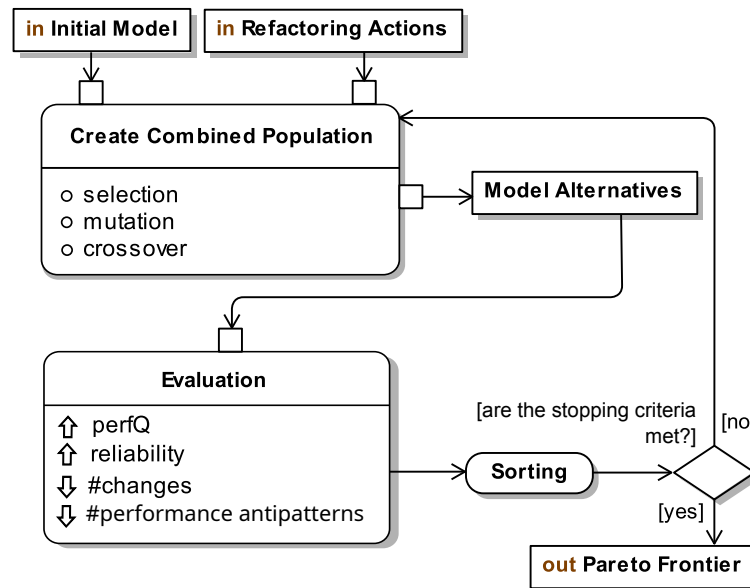 in Initial Model
in Refactoring Actions
Create Combined Population
selection
mutation
crossover
Model Alternatives
Evaluation
perfQ
reliability
#changes
#performance antipatterns
[are the stopping criteria
met?]
[no
Sorting
[yes]
out Pareto Frontier